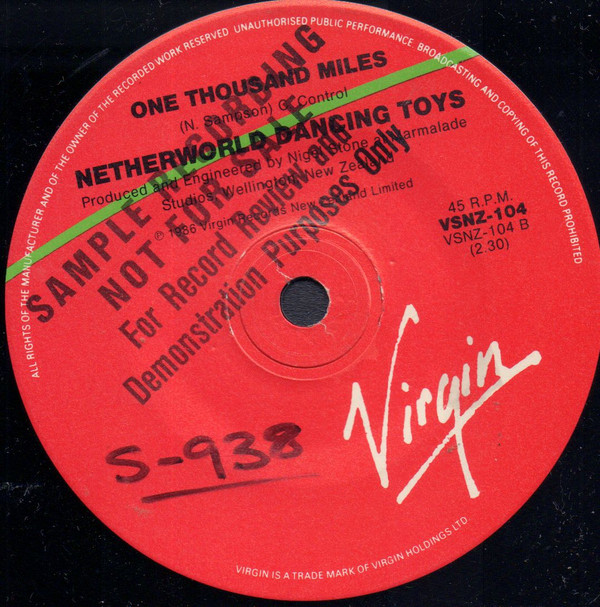 ALL RIGHTS OF THE MANUFACTURER AND OF THE OWNER OF THE RECORDED WORK RESERVED UNAUTHORISED PUBLIC PERFORMANCE, BROADCASTING AND COPYING OF THIS RECORD PROHIBITED
ONE THOUSAND MILES
(N. Sampson) O. Control
NETHERWORLD DANCING TOYS
Produced and Engineered by Nigel Stone at Marmalade
Studios, Wellington, New Zealand
℗ 1986 Virgin Records New Zealand Limited
45 R.P.M.
VSNZ-104
VSNZ-104 B
(2.30)
SAMPLE RECORDING
NOT FOR SALE
For Record Review and
Demonstration Purposes Only
Virgin
S-938
VIRGIN IS A TRADE MARK OF VIRGIN HOLDINGS LTD